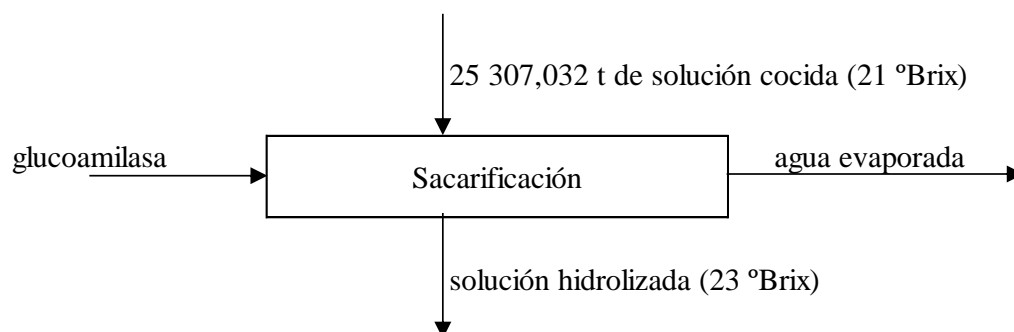 25 307,032 t de solución cocida (21 ºBrix)
glucoamilasa
Sacarificación
agua evaporada
solución hidrolizada (23 ºBrix)